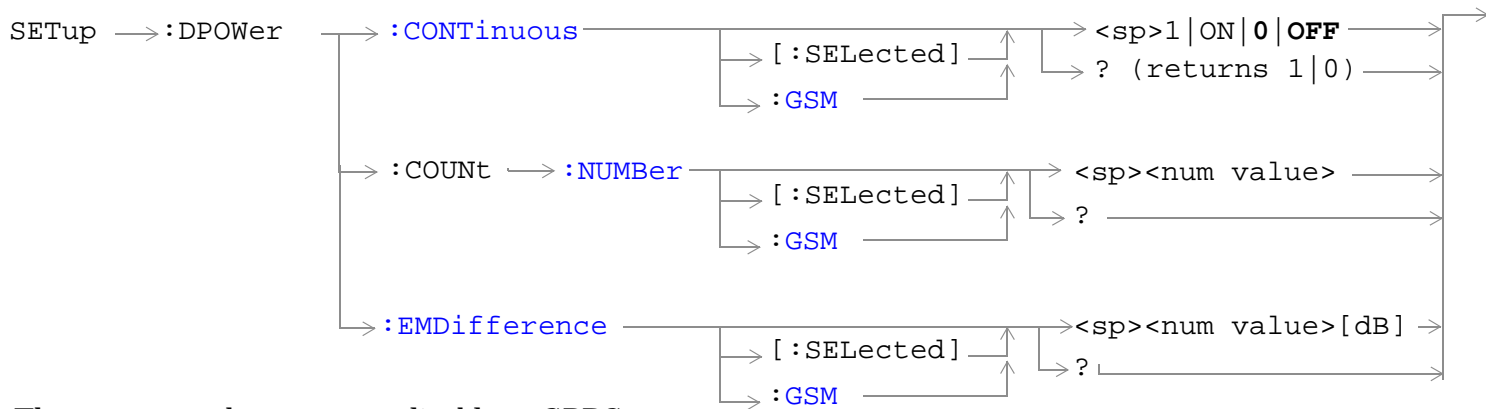 SETup :DPOWer :CONTinuous <sp>1|ON|0|OFF
[:SELected] ? (returns 1|0)
:GSM
:COUNt :NUMBer <sp><num value>
[:SELected] ?
:GSM
:EMDifference <sp><num value>[dB]
[:SELected] ?
:GSM